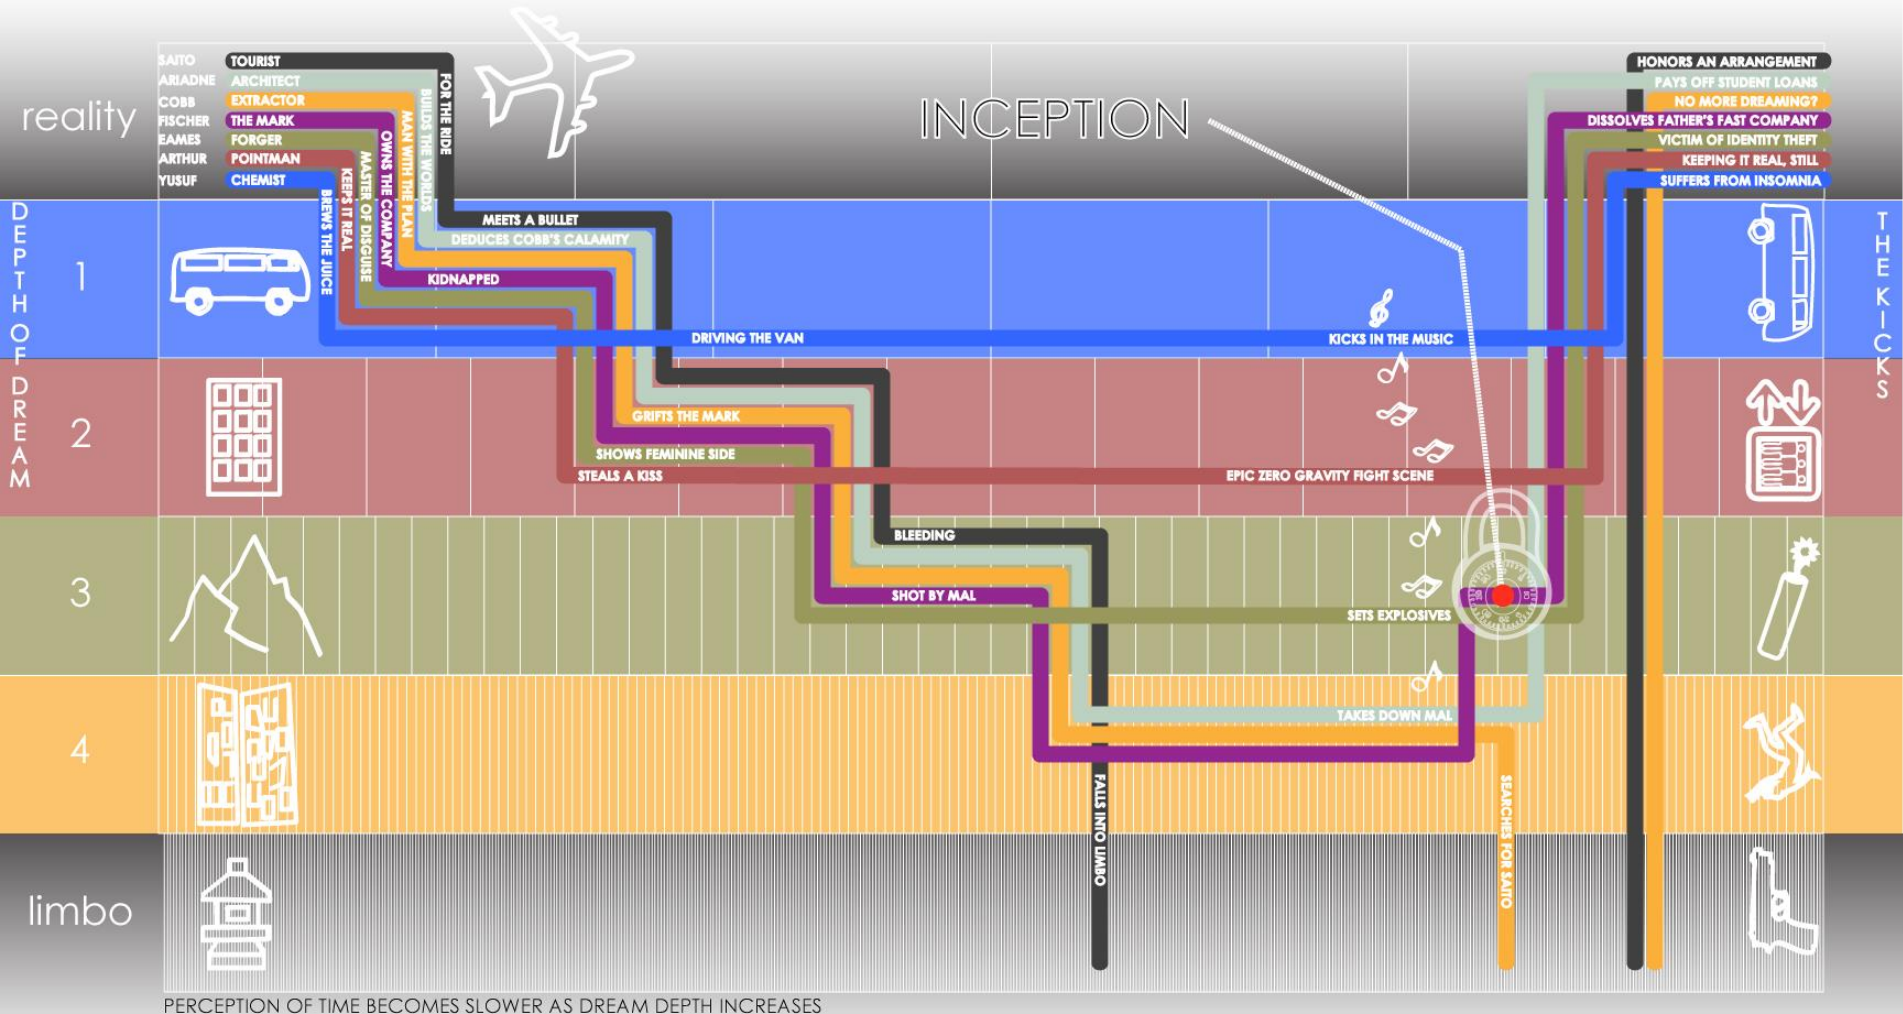 INCEPTION
reality
SAITO TOURIST
ARIADNE ARCHITECT
COBB EXTRACTOR
FISCHER THE MARK
EAMES FORGER
ARTHUR POINTMAN
YUSUF CHEMIST
FOR THE RIDE
BUILDS THE WORLDS
MAN WITH THE PLAN
OWNS THE COMPANY
MASTER OF DISGUISE
KEEPS IT REAL
BREWS THE JUICE
HONORS AN ARRANGEMENT
PAYS OFF STUDENT LOANS
NO MORE DREAMING?
DISSOLVES FATHER'S FAST COMPANY
VICTIM OF IDENTITY THEFT
KEEPING IT REAL, STILL
SUFFERS FROM INSOMNIA
DEPTH OF DREAM
THE KICKS
1
MEETS A BULLET
DEDUCES COBB'S CALAMITY
KIDNAPPED
DRIVING THE VAN
KICKS IN THE MUSIC
2
GRIFTS THE MARK
SHOWS FEMININE SIDE
STEALS A KISS
EPIC ZERO GRAVITY FIGHT SCENE
3
BLEEDING
SHOT BY MAL
SETS EXPLOSIVES
4
TAKES DOWN MAL
FALLS INTO LIMBO
SEARCHES FOR SAITO
limbo
PERCEPTION OF TIME BECOMES SLOWER AS DREAM DEPTH INCREASES